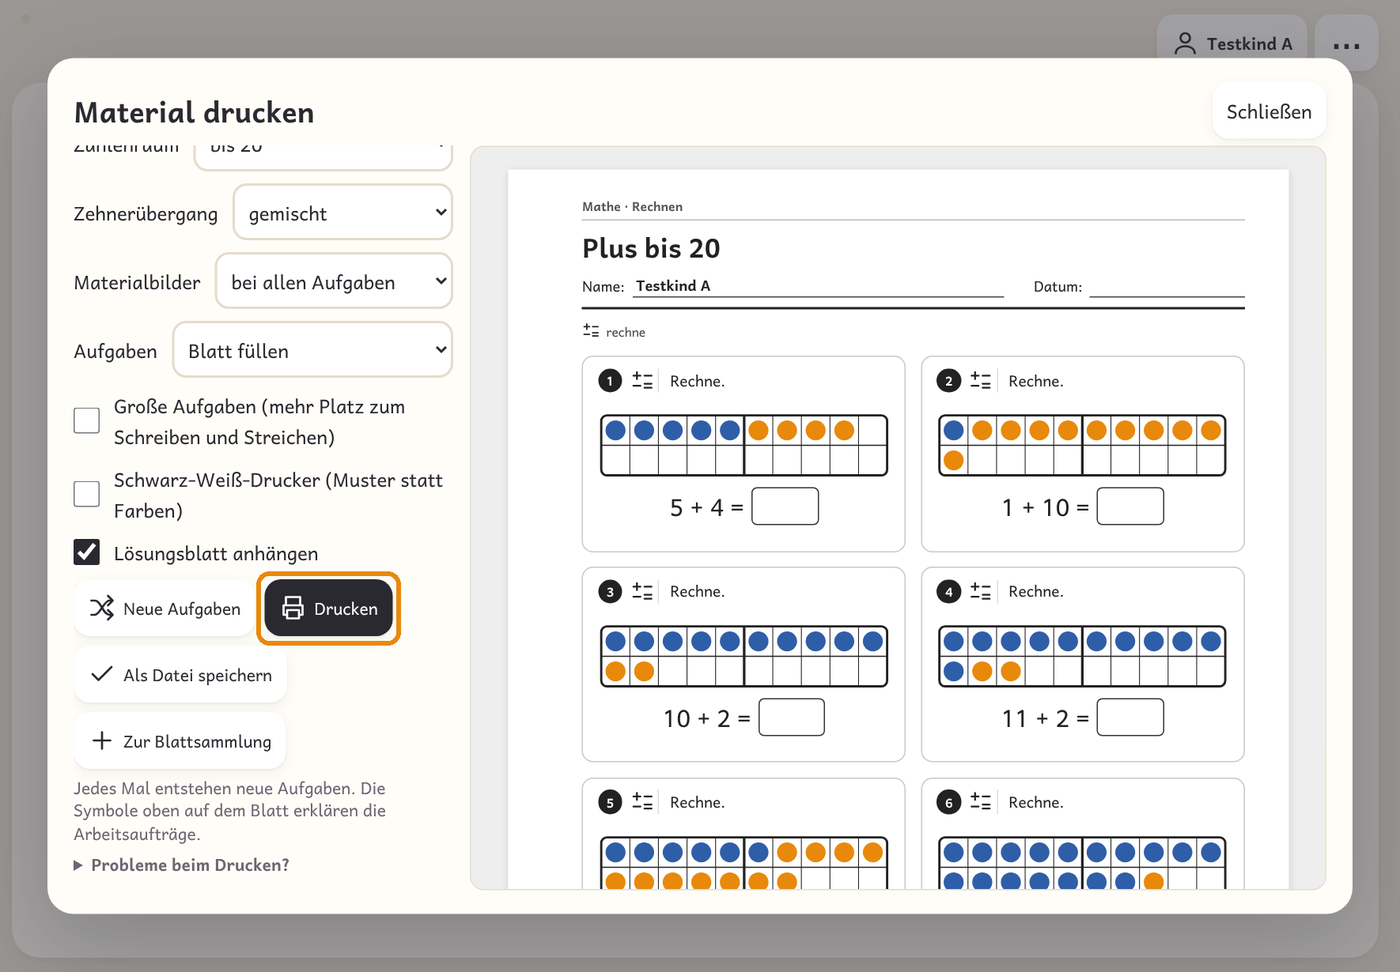 Testkind A
...
Material drucken
Schließen
Zahlenraum bis 20
Zehnerübergang gemischt
Materialbilder bei allen Aufgaben
Aufgaben Blatt füllen
Große Aufgaben (mehr Platz zum
Schreiben und Streichen)
Schwarz-Weiß-Drucker (Muster statt
Farben)
Lösungsblatt anhängen
Neue Aufgaben
Drucken
Als Datei speichern
Zur Blattsammlung
Jedes Mal entstehen neue Aufgaben. Die
Symbole oben auf dem Blatt erklären die
Arbeitsaufträge.
Probleme beim Drucken?
Mathe · Rechnen
Plus bis 20
Name: Testkind A Datum:
rechne
1 Rechne.
5 + 4 =
2 Rechne.
1 + 10 =
3 Rechne.
10 + 2 =
4 Rechne.
11 + 2 =
5 Rechne.
6 Rechne.